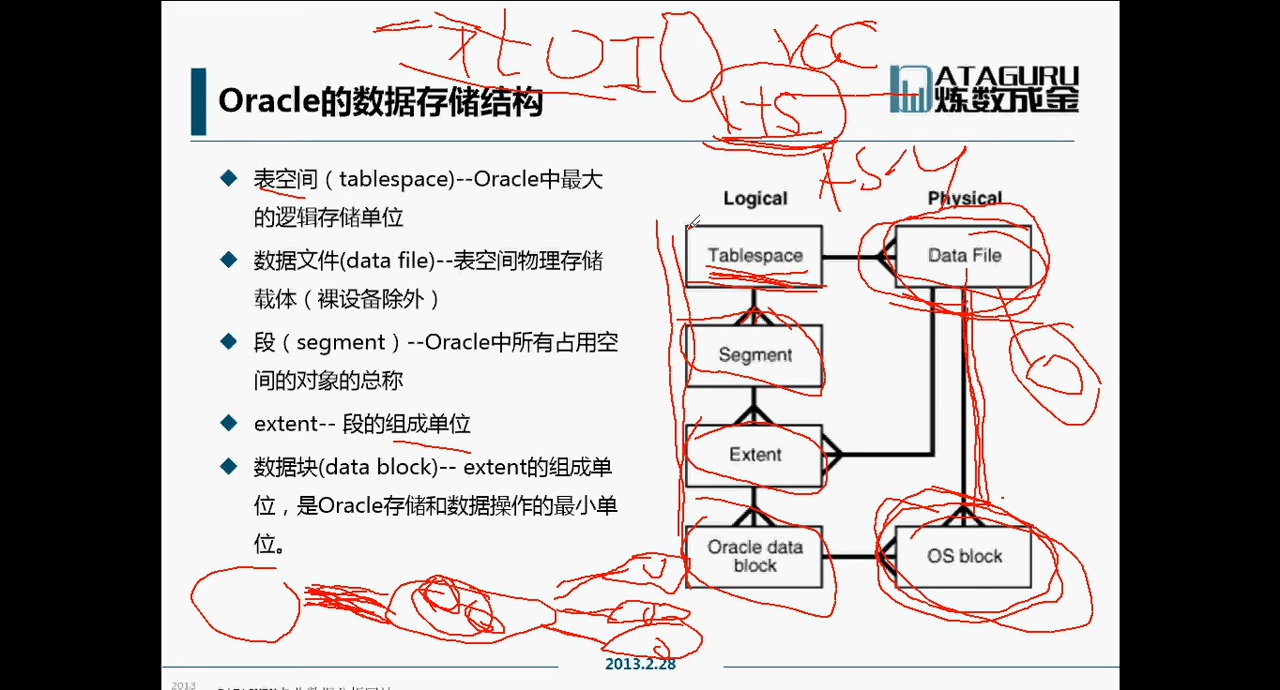 ATAGURU
炼数成金
Oracle的数据存储结构
表空间（tablespace)--Oracle中最大
的逻辑存储单位
数据文件(data file)--表空间物理存储
载体（裸设备除外）
段（segment）--Oracle中所有占用空
间的对象的总称
extent-- 段的组成单位
数据块(data block)-- extent的组成单
位，是Oracle存储和数据操作的最小单
位。
Logical
Physical
Tablespace
Data File
Segment
Extent
Oracle data
block
OS block
2013.2.28
2013